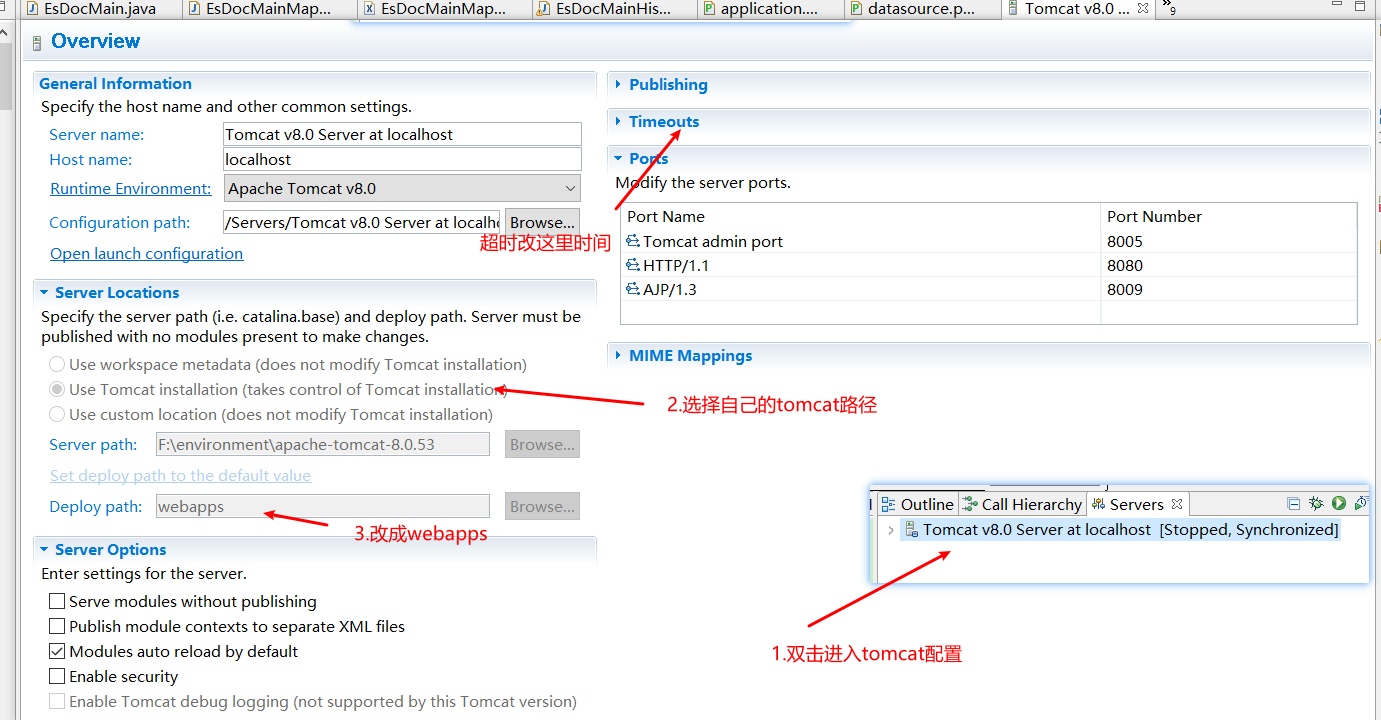 EsDocMain.java
EsDocMainMap...
EsDocMainMap...
EsDocMainHis...
application....
datasource.p...
Tomcat v8.0 ...
»9
Overview
General Information
Specify the host name and other common settings.
Server name:
Tomcat v8.0 Server at localhost
Host name:
localhost
Runtime Environment:
Apache Tomcat v8.0
Configuration path:
/Servers/Tomcat v8.0 Server at localh
Browse...
超时改这里时间
Open launch configuration
Server Locations
Specify the server path (i.e. catalina.base) and deploy path. Server must be
published with no modules present to make changes.
Use workspace metadata (does not modify Tomcat installation)
Use Tomcat installation (takes control of Tomcat installation)
Use custom location (does not modify Tomcat installation)
2.选择自己的tomcat路径
Server path:
F:\environment\apache-tomcat-8.0.53
Browse...
Set deploy path to the default value
Deploy path:
webapps
Browse...
3.改成webapps
Server Options
Enter settings for the server.
Serve modules without publishing
Publish module contexts to separate XML files
Modules auto reload by default
Enable security
Enable Tomcat debug logging (not supported by this Tomcat version)
Publishing
Timeouts
Ports
Modify the server ports.
Port Name
Port Number
Tomcat admin port
8005
HTTP/1.1
8080
AJP/1.3
8009
MIME Mappings
Outline
Call Hierarchy
Servers
Tomcat v8.0 Server at localhost [Stopped, Synchronized]
1.双击进入tomcat配置